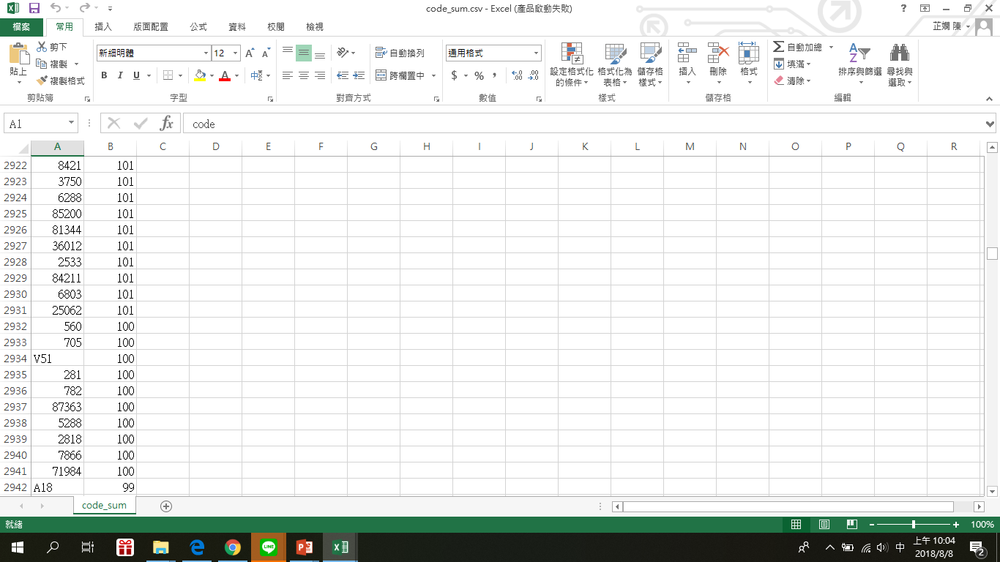 code_sum.csv - Excel (產品啟動失敗)
檔案 常用 插入 版面配置 公式 資料 校閱 檢視
剪下
複製
複製格式
貼上
剪貼簿
新細明體 12
B I U
中
字型
自動換列
跨欄置中
對齊方式
通用格式
$ % ,
數值
設定格式化的條件
格式化為表格
儲存格樣式
樣式
插入 刪除 格式
儲存格
自動加總
填滿
清除
排序與篩選
尋找與選取
編輯
A1 fx code
A B C D E F G H I J K L M N O P Q R
2922 8421 101
2923 3750 101
2924 6288 101
2925 85200 101
2926 81344 101
2927 36012 101
2928 2533 101
2929 84211 101
2930 6803 101
2931 25062 101
2932 560 100
2933 705 100
2934 V51 100
2935 281 100
2936 782 100
2937 87363 100
2938 5288 100
2939 2818 100
2940 7866 100
2941 71984 100
2942 A18 99
code_sum
就緒 100%
LINE
中
上午 10:04
2018/8/8
2